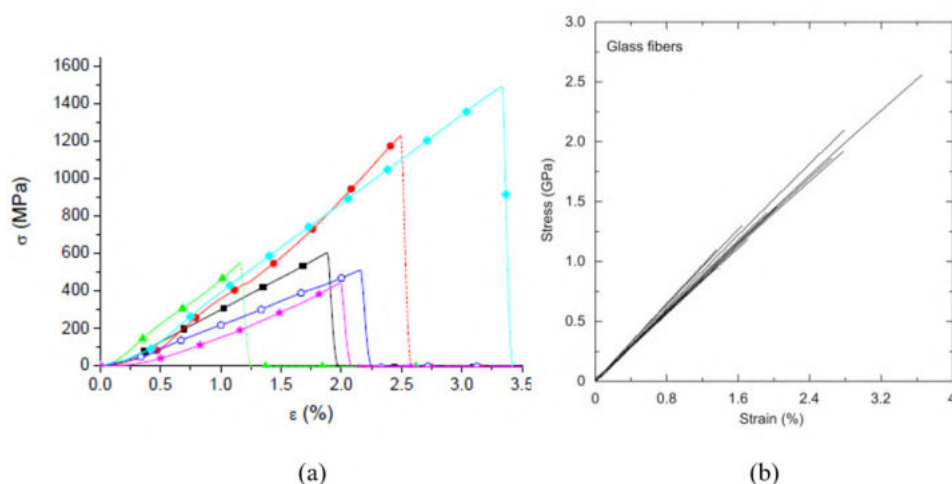 1600
1400
1200
1000
800
600
400
200
0
σ (MPa)
0.0 0.5 1.0 1.5 2.0 2.5 3.0 3.5
ε (%)
(a)
Glass fibers
3.0
2.5
2.0
1.5
1.0
0.5
0
Stress (GPa)
0 0.8 1.6 2.4 3.2 4
Strain (%)
(b)